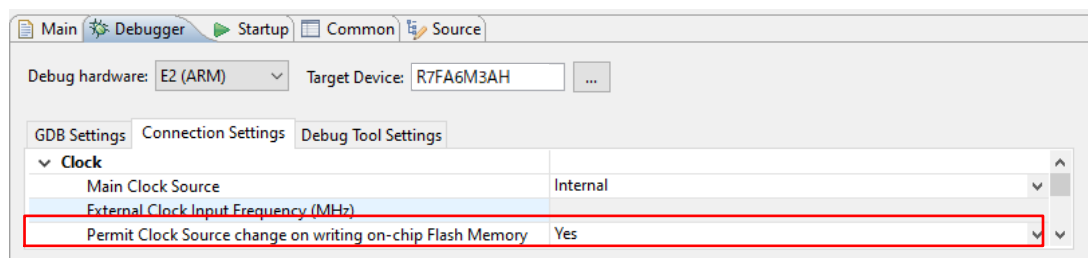 Main Debugger Startup Common Source
Debug hardware: E2 (ARM) Target Device: R7FA6M3AH ...
GDB Settings Connection Settings Debug Tool Settings
Clock
Main Clock Source Internal
External Clock Input Frequency (MHz)
Permit Clock Source change on writing on-chip Flash Memory Yes